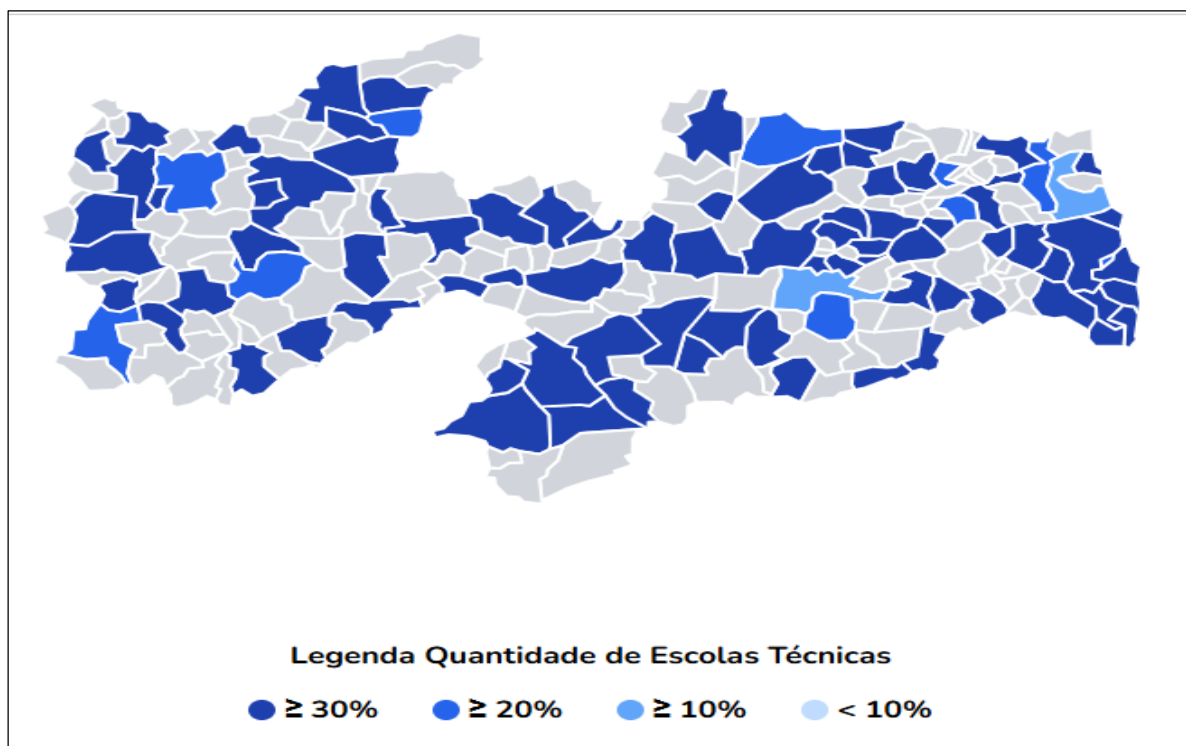 Legenda Quantidade de Escolas Técnicas
≥ 30% ≥ 20% ≥ 10% < 10%